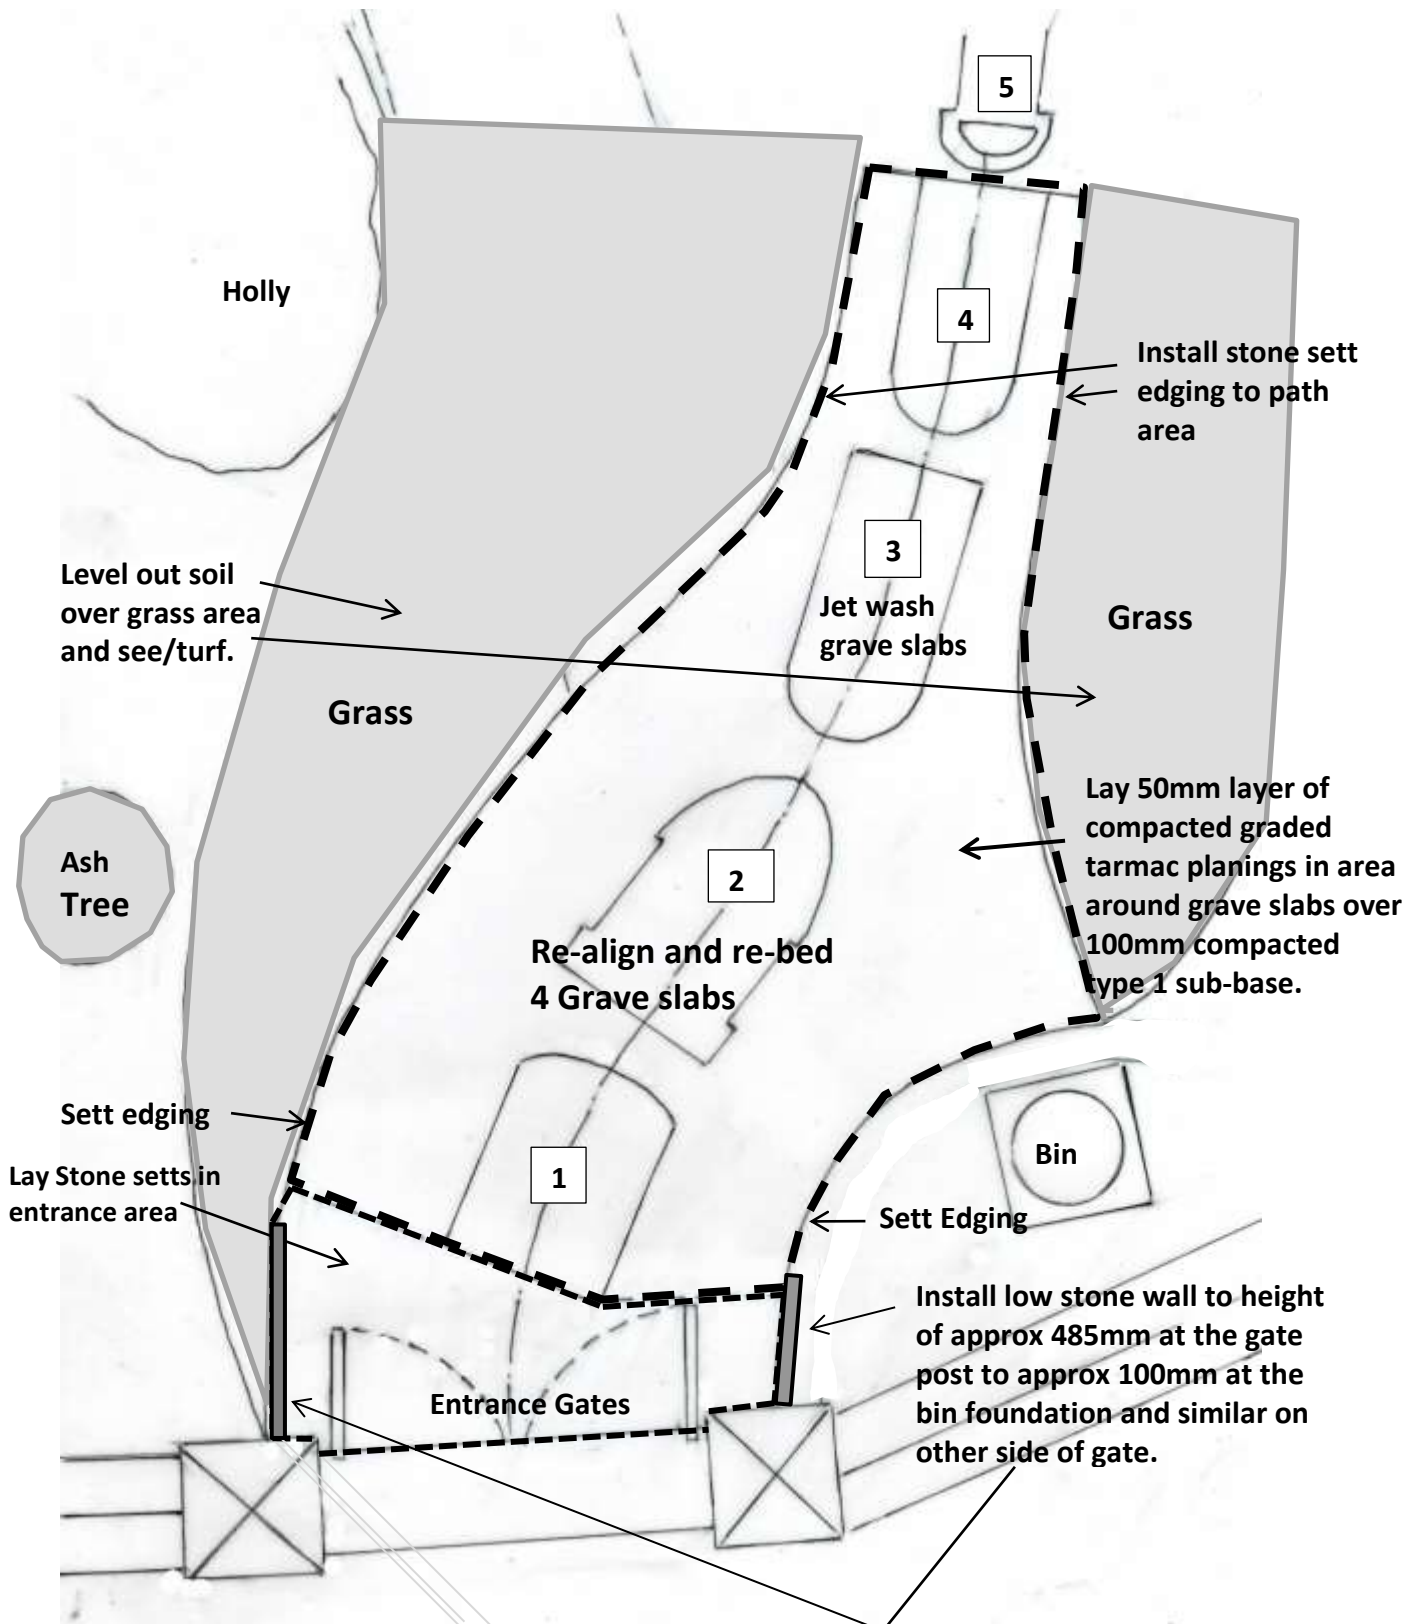 5
Holly
4
Install stone sett
edging to path
area
3
Level out soil
over grass area
and see/turf.
Jet wash
grave slabs
Grass
Grass
Lay 50mm layer of
compacted graded
tarmac planings in area
around grave slabs over
100mm compacted
type 1 sub-base.
Ash
Tree
2
Re-align and re-bed
4 Grave slabs
Sett edging
Lay Stone setts in
entrance area
1
Bin
Sett Edging
Install low stone wall to height
of approx 485mm at the gate
post to approx 100mm at the
bin foundation and similar on
other side of gate.
Entrance Gates